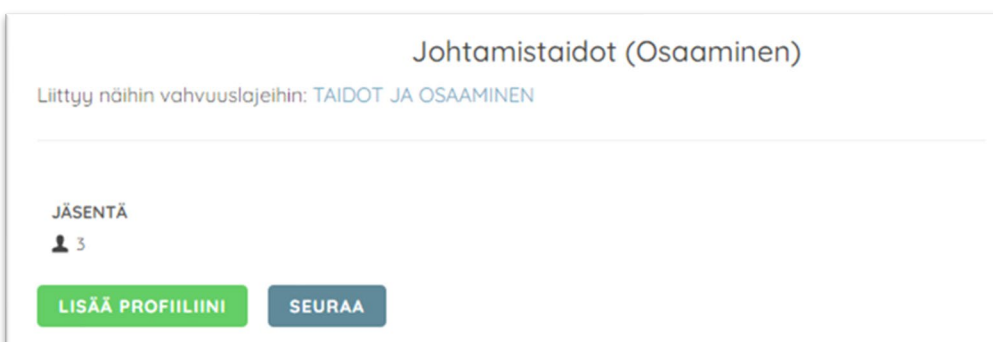 Johtamistaidot (Osaaminen)
Liittyy näihin vahvuuslajeihin: TAIDOT JA OSAAMINEN
JÄSENTÄ
3
LISÄÄ PROFIILIINI SEURAA